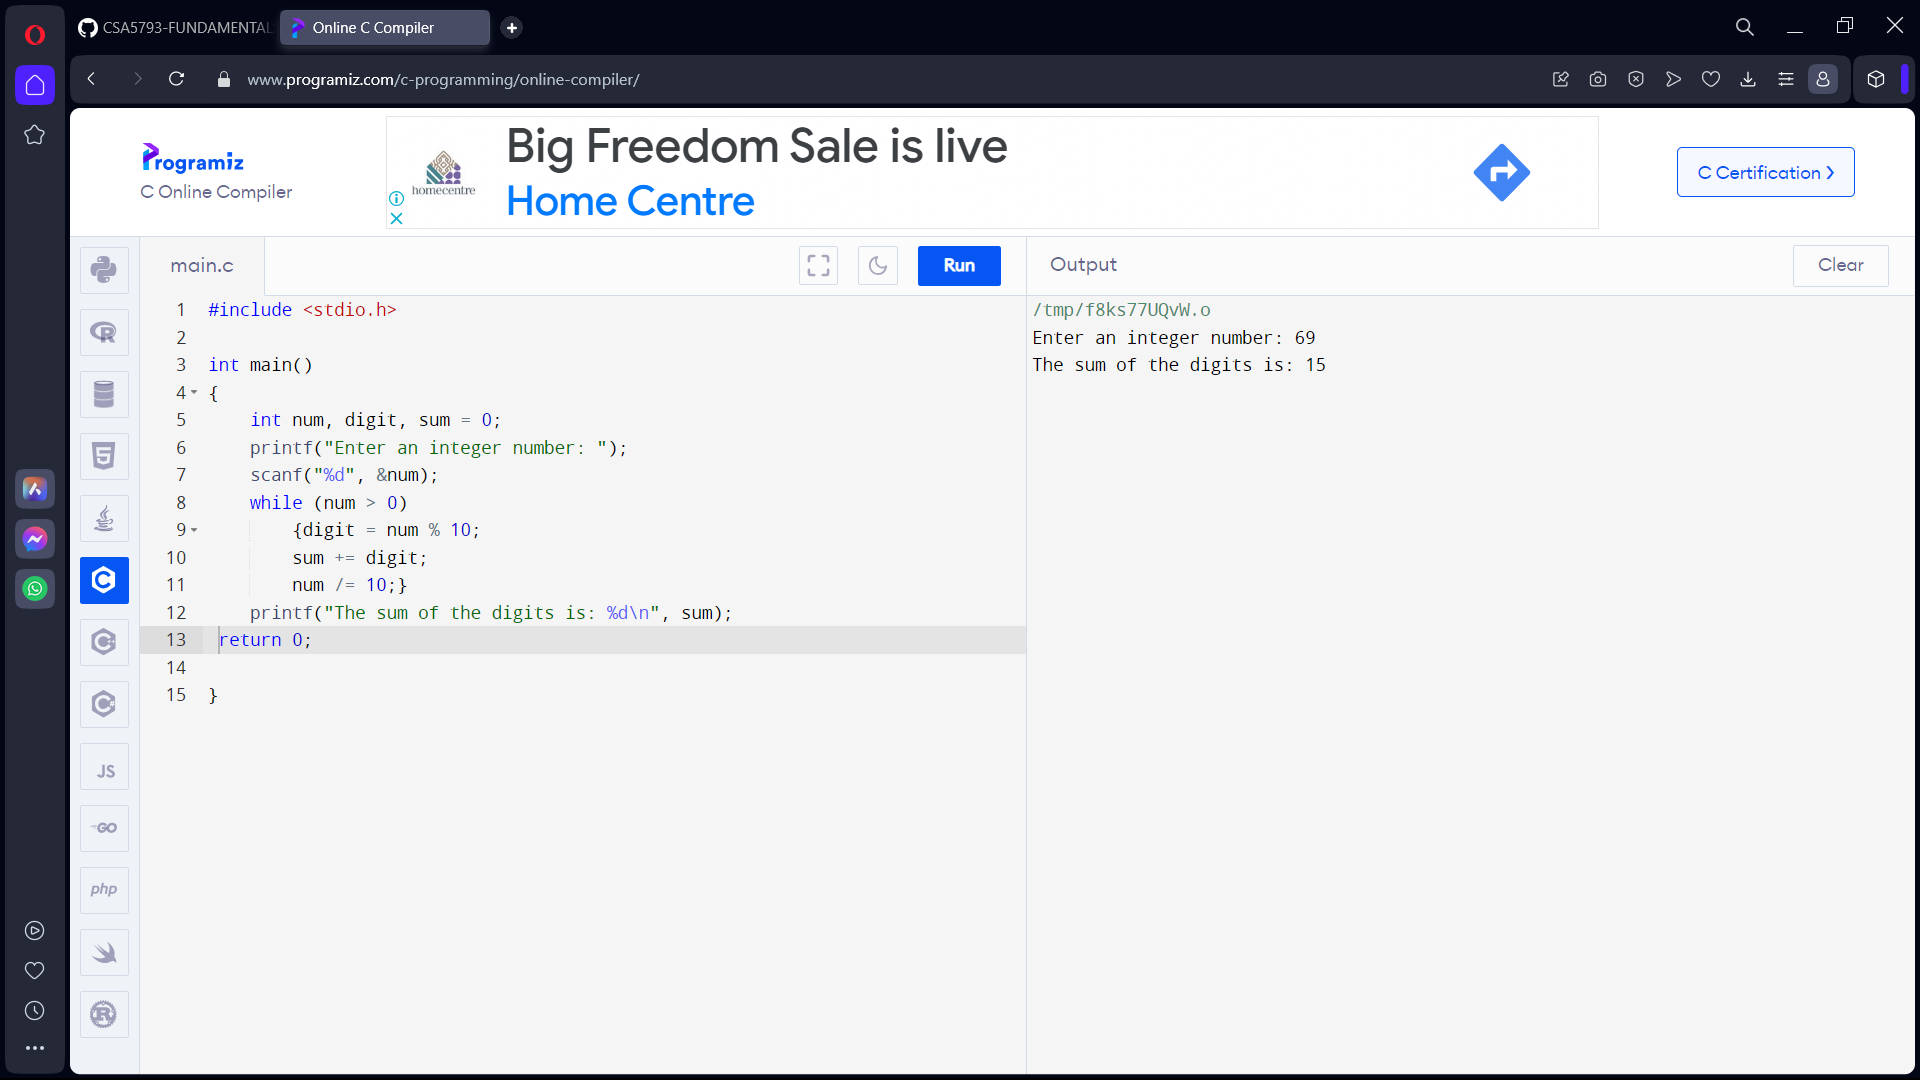 CSA5793-FUNDAMENTAL
Online C Compiler
www.programiz.com/c-programming/online-compiler/
Programiz
C Online Compiler
homecentre
Big Freedom Sale is live
Home Centre
C Certification
main.c
Run
Output
Clear
1 #include <stdio.h>
2
3 int main()
4 {
5 int num, digit, sum = 0;
6 printf("Enter an integer number: ");
7 scanf("%d", &num);
8 while (num > 0)
9 {digit = num % 10;
10 sum += digit;
11 num /= 10;}
12 printf("The sum of the digits is: %d\n", sum);
13 return 0;
14
15 }
/tmp/f8ks77UQvW.o
Enter an integer number: 69
The sum of the digits is: 15
R
5
C
C
C
JS
GO
php
R